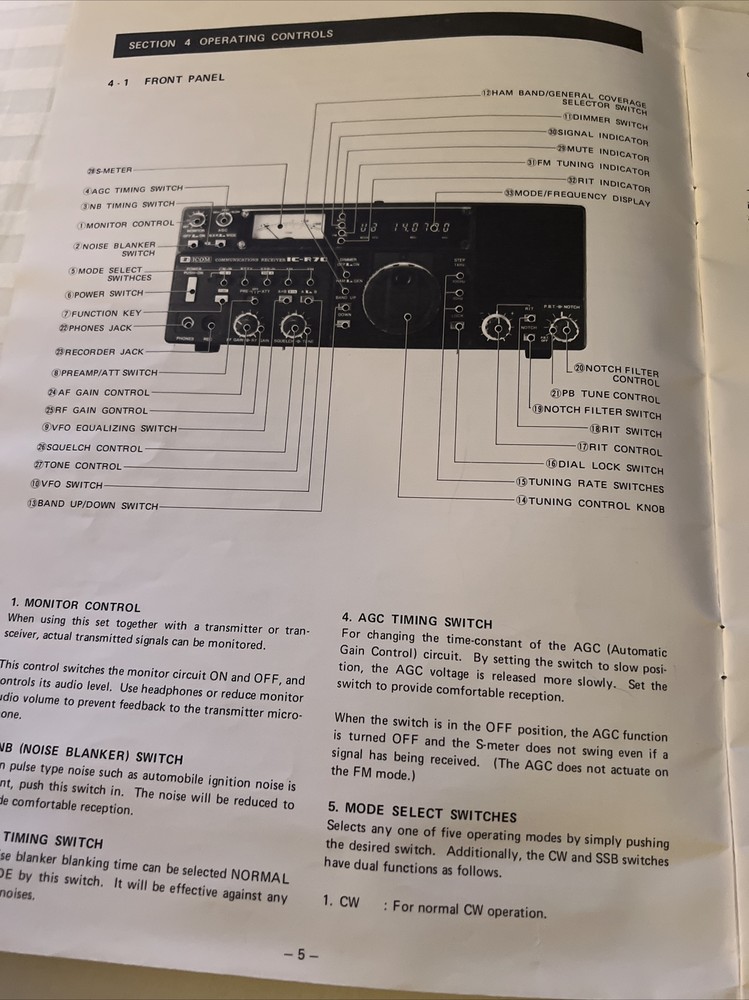 SECTION 4 OPERATING CONTROLS
4 - 1 FRONT PANEL
⑫HAM BAND/GENERAL COVERAGE
SELECTOR SWITCH
⑪DIMMER SWITCH
㉚SIGNAL INDICATOR
㉙MUTE INDICATOR
㉛FM TUNING INDICATOR
㉜RIT INDICATOR
㉝MODE/FREQUENCY DISPLAY
㉘S-METER
④AGC TIMING SWITCH
③NB TIMING SWITCH
①MONITOR CONTROL
②NOISE BLANKER
SWITCH
⑤MODE SELECT
SWITHCES
⑥POWER SWITCH
⑦FUNCTION KEY
㉒PHONES JACK
㉓RECORDER JACK
⑧PREAMP/ATT SWITCH
㉔AF GAIN CONTROL
㉕RF GAIN GONTROL
⑨VFO EQUALIZING SWITCH
㉖SQUELCH CONTROL
㉗TONE CONTROL
⑩VFO SWITCH
⑬BAND UP/DOWN SWITCH
ICOM COMMUNICATIONS RECEIVER IC-R7
DIMMER
BAND UP
DOWN
PHONES
SQUELCH
RIT
NOTCH
P.B.T NOTCH
⑳NOTCH FILTER
CONTROL
㉑PB TUNE CONTROL
⑲NOTCH FILTER SWITCH
⑱RIT SWITCH
⑰RIT CONTROL
⑯DIAL LOCK SWITCH
⑮TUNING RATE SWITCHES
⑭TUNING CONTROL KNOB
1. MONITOR CONTROL
When using this set together with a transmitter or tran-
sceiver, actual transmitted signals can be monitored.
This control switches the monitor circuit ON and OFF, and
ontrols its audio level. Use headphones or reduce monitor
udio volume to prevent feedback to the transmitter micro-
one.
NB (NOISE BLANKER) SWITCH
n pulse type noise such as automobile ignition noise is
nt, push this switch in. The noise will be reduced to
de comfortable reception.
TIMING SWITCH
se blanker blanking time can be selected NORMAL
DE by this switch. It will be effective against any
noises.
4. AGC TIMING SWITCH
For changing the time-constant of the AGC (Automatic
Gain Control) circuit. By setting the switch to slow posi-
tion, the AGC voltage is released more slowly. Set the
switch to provide comfortable reception.
When the switch is in the OFF position, the AGC function
is turned OFF and the S-meter does not swing even if a
signal has being received. (The AGC does not actuate on
the FM mode.)
5. MODE SELECT SWITCHES
Selects any one of five operating modes by simply pushing
the desired switch. Additionally, the CW and SSB switches
have dual functions as follows.
1. CW : For normal CW operation.
– 5 –